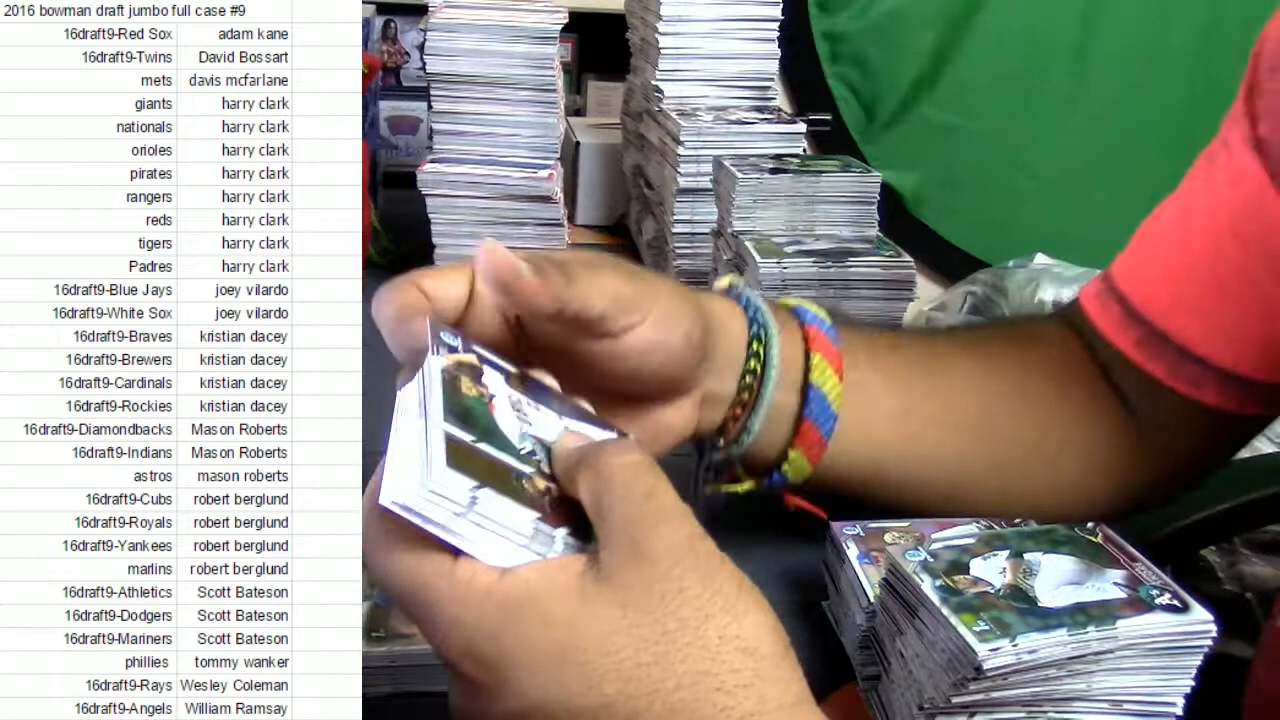 2016 bowman draft jumbo full case #9
16draft9-Red Sox adam kane
16draft9-Twins David Bossart
mets davis mcfarlane
giants harry clark
nationals harry clark
orioles harry clark
pirates harry clark
rangers harry clark
reds harry clark
tigers harry clark
Padres harry clark
16draft9-Blue Jays joey vilardo
16draft9-White Sox joey vilardo
16draft9-Braves kristian dacey
16draft9-Brewers kristian dacey
16draft9-Cardinals kristian dacey
16draft9-Rockies kristian dacey
16draft9-Diamondbacks Mason Roberts
16draft9-Indians Mason Roberts
astros mason roberts
16draft9-Cubs robert berglund
16draft9-Royals robert berglund
16draft9-Yankees robert berglund
marlins robert berglund
16draft9-Athletics Scott Bateson
16draft9-Dodgers Scott Bateson
16draft9-Mariners Scott Bateson
phillies tommy wanker
16draft9-Rays Wesley Coleman
16draft9-Angels William Ramsay